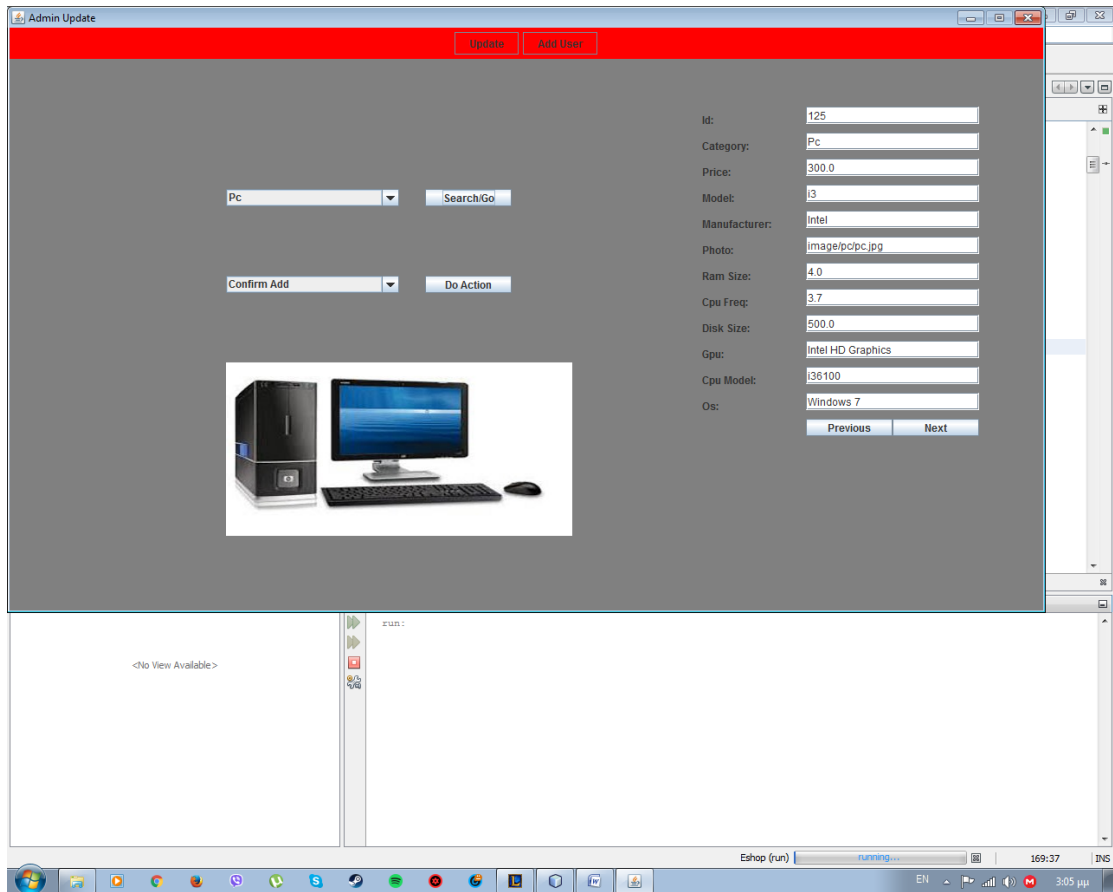 Admin Update
Update Add User
Id: 125
Category: Pc
Price: 300.0
Pc Search/Go
Model: i3
Manufacturer: Intel
Photo: image/pc/pc.jpg
Ram Size: 4.0
Confirm Add Do Action
Cpu Freq: 3.7
Disk Size: 500.0
Gpu: Intel HD Graphics
Cpu Model: i36100
Os: Windows 7
Previous Next
run:
<No View Available>
Eshop (run) running... 169:37 INS
EN 3:05 μμ